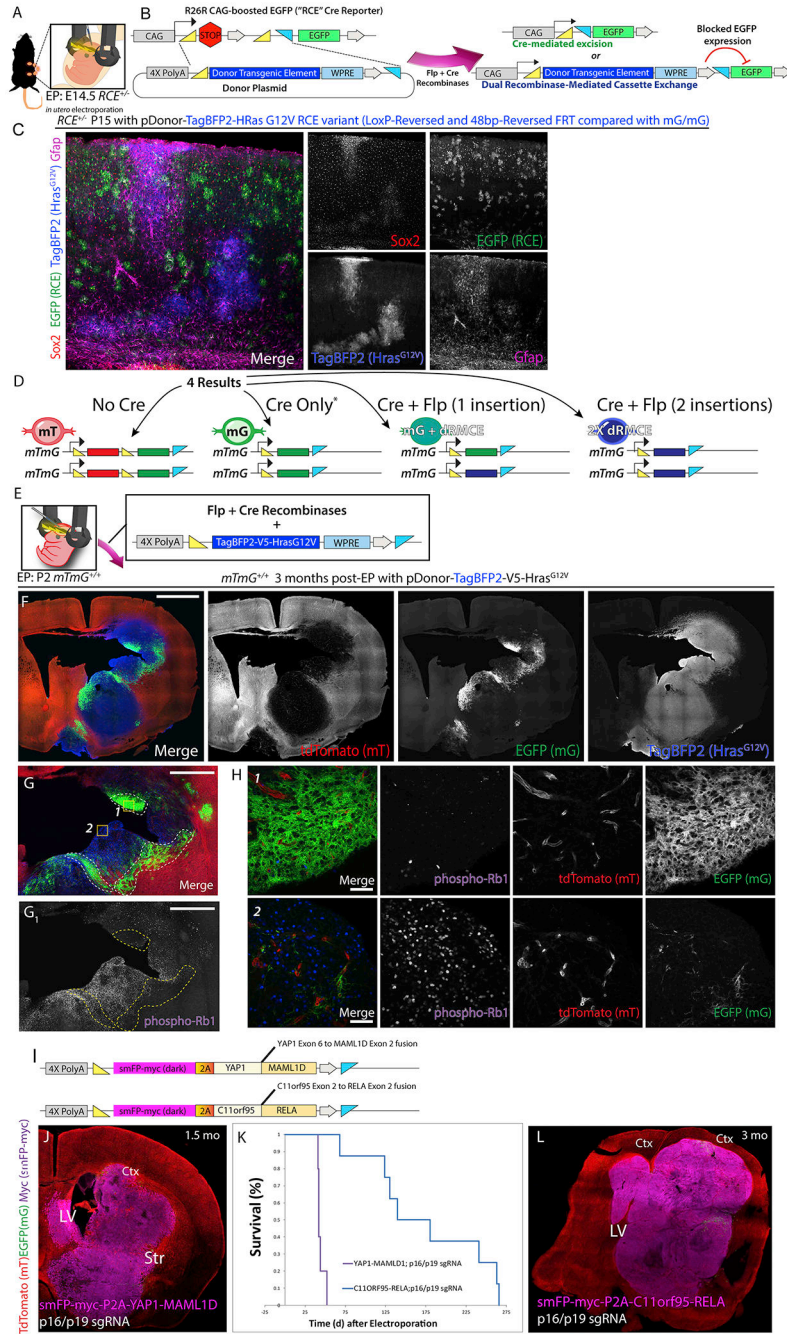 A
EP: E14.5 RCE+/-
in utero electroporation
B
R26R CAG-boosted EGFP ("RCE" Cre Reporter)
CAG
STOP
EGFP
4X PolyA
Donor Transgenic Element
WPRE
Donor Plasmid
Flp + Cre
Recombinases
CAG
EGFP
Cre-mediated excision
or
Blocked EGFP
expression
CAG
Donor Transgenic Element
WPRE
EGFP
Dual Recombinase-Mediated Cassette Exchange
RCE+/- P15 with pDonor-TagBFP2-HRas G12V RCE variant (LoxP-Reversed and 48bp-Reversed FRT compared with mG/mG)
C
Sox2 EGFP (RCE) TagBFP2 (HrasG12V) Gfap
Merge
Sox2
EGFP (RCE)
TagBFP2 (HrasG12V)
Gfap
D
4 Results
No Cre
Cre Only*
Cre + Flp (1 insertion)
Cre + Flp (2 insertions)
mT
mG
mG + dRMCE
2X dRMCE
mTmG
mTmG
mTmG
mTmG
mTmG
mTmG
mTmG
mTmG
E
EP: P2 mTmG+/+
Flp + Cre Recombinases
+
4X PolyA
TagBFP2-V5-HrasG12V
WPRE
mTmG+/+ 3 months post-EP with pDonor-TagBFP2-V5-HrasG12V
F
Merge
tdTomato (mT)
EGFP (mG)
TagBFP2 (HrasG12V)
G
1
2
Merge
G1
phospho-Rb1
H
1
Merge
phospho-Rb1
tdTomato (mT)
EGFP (mG)
2
Merge
phospho-Rb1
tdTomato (mT)
EGFP (mG)
I
YAP1 Exon 6 to MAML1D Exon 2 fusion
4X PolyA
smFP-myc (dark)
2A
YAP1
MAML1D
C11orf95 Exon 2 to RELA Exon 2 fusion
4X PolyA
smFP-myc (dark)
2A
C11orf95
RELA
TdTomato (mT) EGFP(mG) Myc (smFP-myc)
J
1.5 mo
Ctx
LV
Str
smFP-myc-P2A-YAP1-MAML1D
p16/p19 sgRNA
K
Survival (%)
1
0.9
0.8
0.7
0.6
0.5
0.4
0.3
0.2
0.1
0
YAP1-MAMLD1; p16/p19 sgRNA
C11ORF95-RELA;p16/p19 sgRNA
-25
25
75
125
175
225
275
Time (d) after Electroporation
L
Ctx
Ctx
3 mo
LV
smFP-myc-P2A-C11orf95-RELA
p16/p19 sgRNA